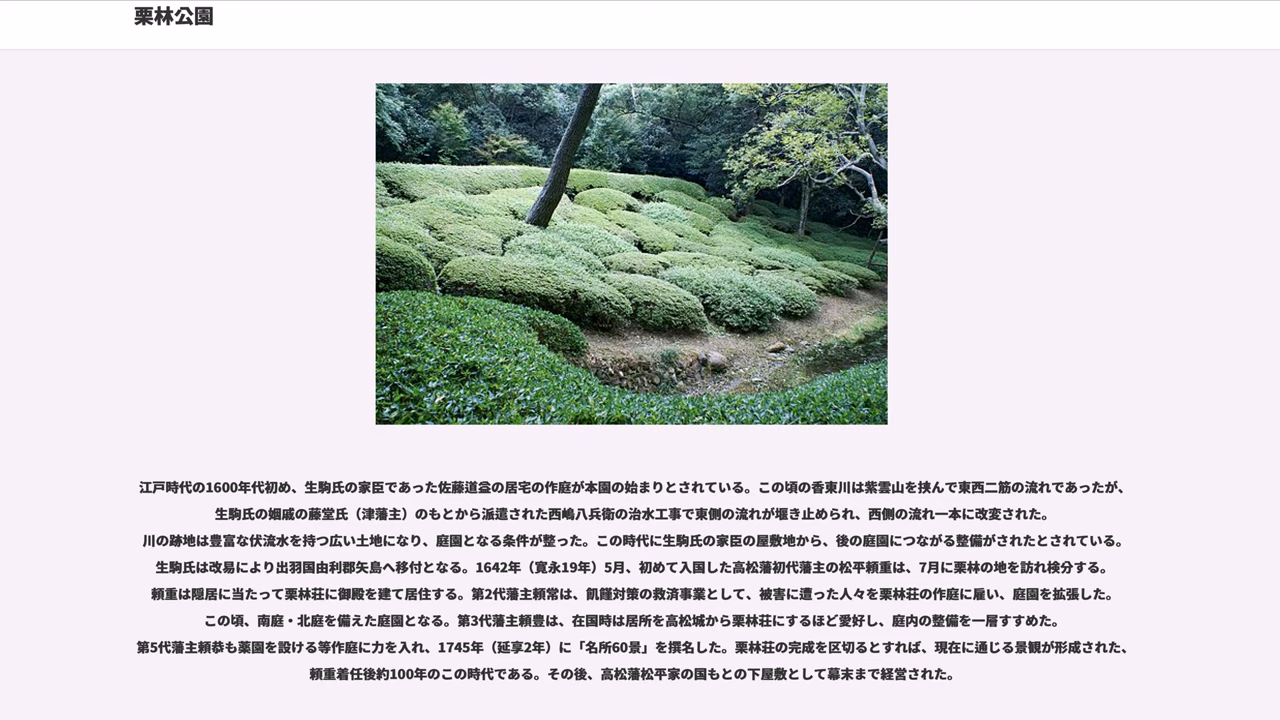 栗林公園
江戸時代の1600年代初め、生駒氏の家臣であった佐藤道益の居宅の作庭が本園の始まりとされている。この頃の香東川は紫雲山を挟んで東西二筋の流れであったが、
生駒氏の姻戚の藤堂氏（津藩主）のもとから派遣された西嶋八兵衛の治水工事で東側の流れが堰き止められ、西側の流れ一本に改変された。
川の跡地は豊富な伏流水を持つ広い土地になり、庭園となる条件が整った。この時代に生駒氏の家臣の屋敷地から、後の庭園につながる整備がされたとされている。
生駒氏は改易により出羽国由利郡矢島へ移付となる。1642年（寛永19年）5月、初めて入国した高松藩初代藩主の松平頼重は、7月に栗林の地を訪れ検分する。
頼重は隠居に当たって栗林荘に御殿を建て居住する。第2代藩主頼常は、飢饉対策の救済事業として、被害に遭った人々を栗林荘の作庭に雇い、庭園を拡張した。
この頃、南庭・北庭を備えた庭園となる。第3代藩主頼豊は、在国時は居所を高松城から栗林荘にするほど愛好し、庭内の整備を一層すすめた。
第5代藩主頼恭も薬園を設ける等作庭に力を入れ、1745年（延享2年）に「名所60景」を撰名した。栗林荘の完成を区切るとすれば、現在に通じる景観が形成された、
頼重着任後約100年のこの時代である。その後、高松藩松平家の国もとの下屋敷として幕末まで経営された。